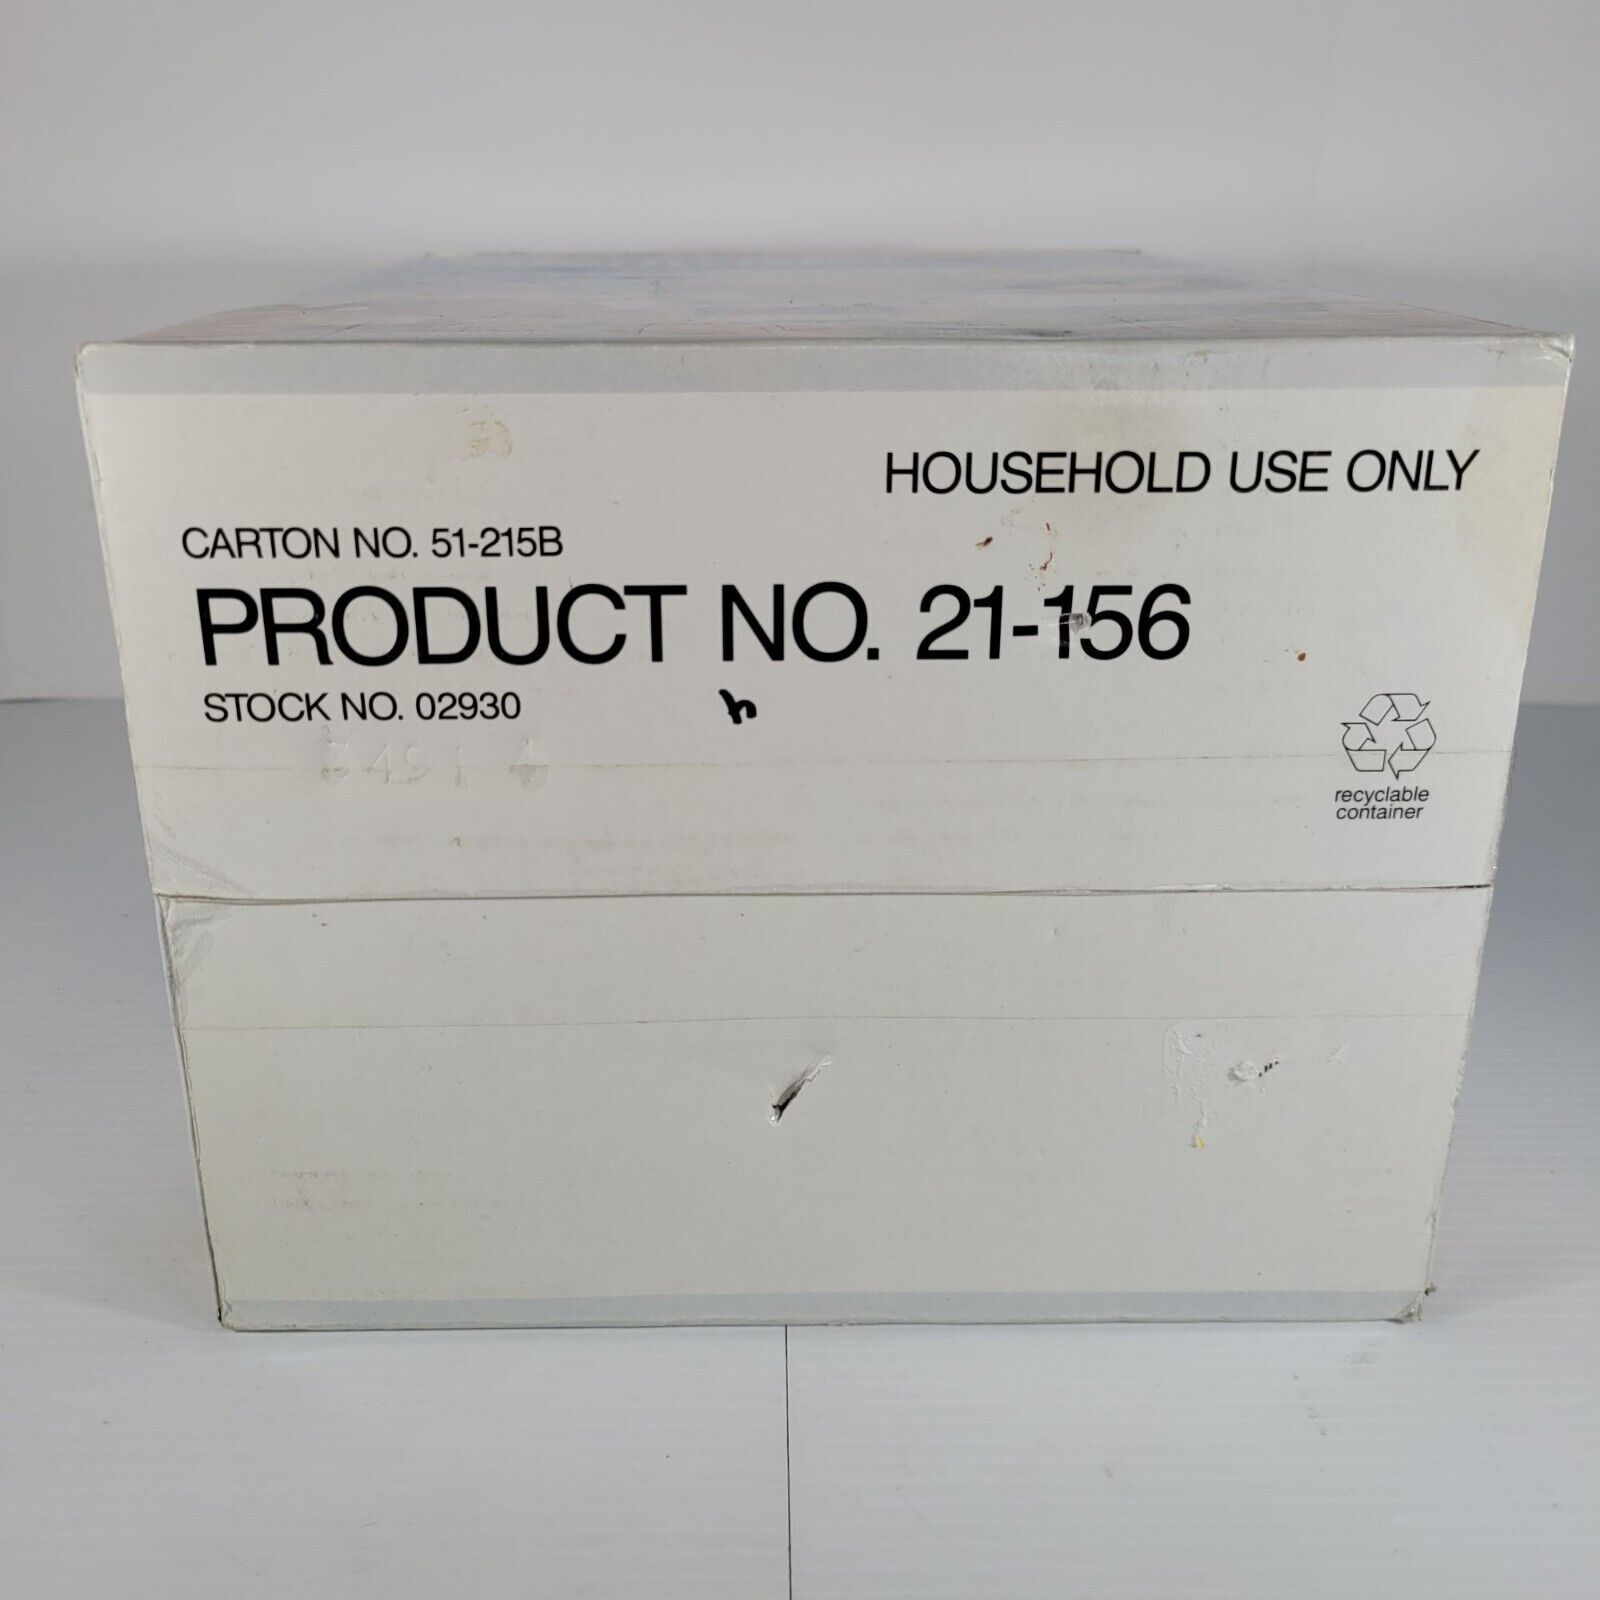 HOUSEHOLD USE ONLY
CARTON NO. 51-215B
PRODUCT NO. 21-156
STOCK NO. 02930
h
recyclable
container